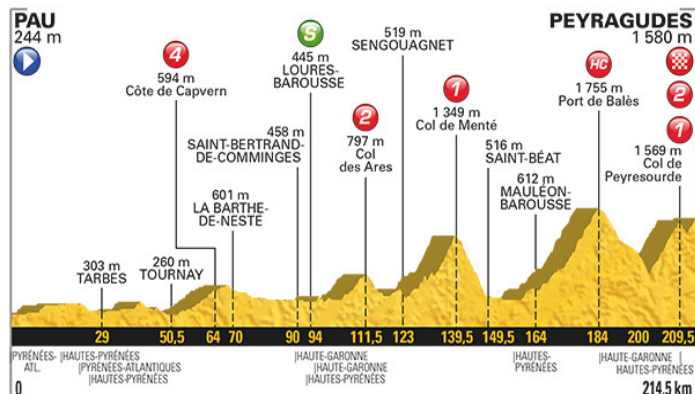 PAU
244 m
4
594 m
Côte de Capvern
S
445 m
LOURES-
BAROUSSE
519 m
SENGOUAGNET
PEYRAGUDES
1 580 m
2
1
1 569 m
Col de
Peyresourde
HC
1 755 m
Port de Balès
1
1 349 m
Col de Menté
2
797 m
Col
des Ares
458 m
SAINT-BERTRAND-
DE-COMMINGES
516 m
SAINT-BÉAT
612 m
MAULÉON-
BAROUSSE
601 m
LA BARTHE-
DE-NESTE
303 m
TARBES
260 m
TOURNAY
29 50,5 64 70 90 94 111,5 123 139,5 149,5 164 184 200 209,5
|PYRÉNÉES-
ATL.
|HAUTES-PYRÉNÉES
|PYRÉNÉES-ATLANTIQUES
|HAUTES-PYRÉNÉES
|HAUTE-GARONNE
|HAUTE-GARONNE
|HAUTES-PYRÉNÉES
|HAUTES-
PYRÉNÉES
|HAUTE-GARONNE |
|HAUTES-PYRÉNÉES
0
214,5 km